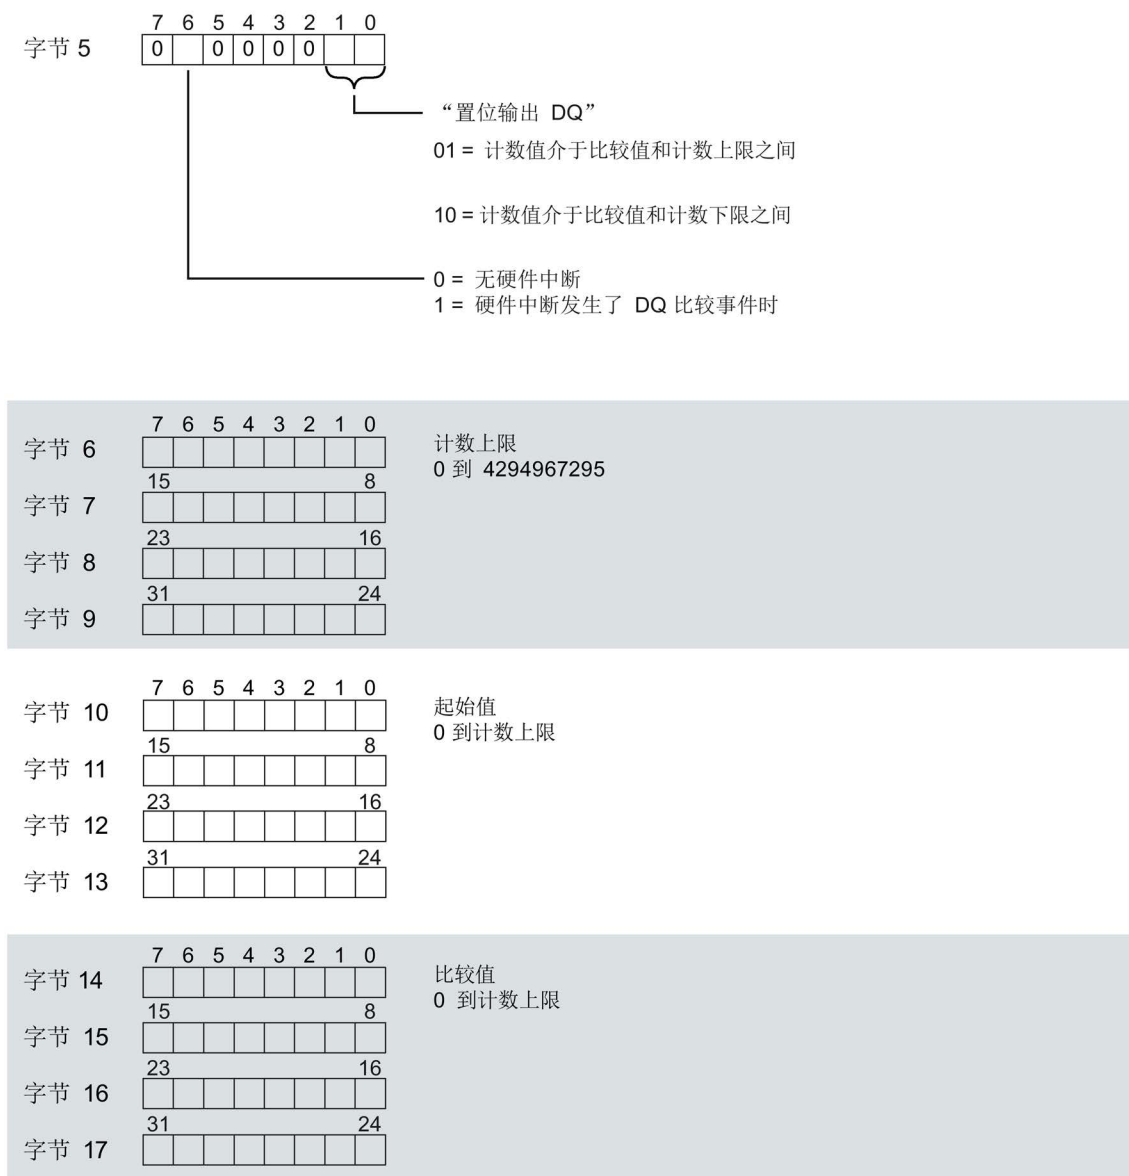 7 6 5 4 3 2 1 0
字节 5 0 0 0 0 0
“置位输出 DQ”
01 = 计数值介于比较值和计数上限之间
10 = 计数值介于比较值和计数下限之间
0 = 无硬件中断
1 = 硬件中断发生了 DQ 比较事件时
7 6 5 4 3 2 1 0
字节 6
计数上限
0 到 4294967295
15 8
字节 7
23 16
字节 8
31 24
字节 9
7 6 5 4 3 2 1 0
字节 10
起始值
0 到计数上限
15 8
字节 11
23 16
字节 12
31 24
字节 13
7 6 5 4 3 2 1 0
字节 14
比较值
0 到计数上限
15 8
字节 15
23 16
字节 16
31 24
字节 17